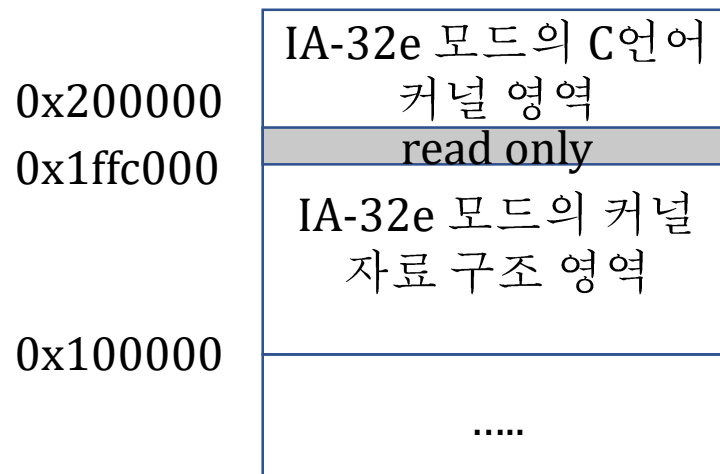 IA-32e 모드의 C언어
커널 영역
0x200000
read only
0x1ffc000
IA-32e 모드의 커널
자료 구조 영역
0x100000
.....